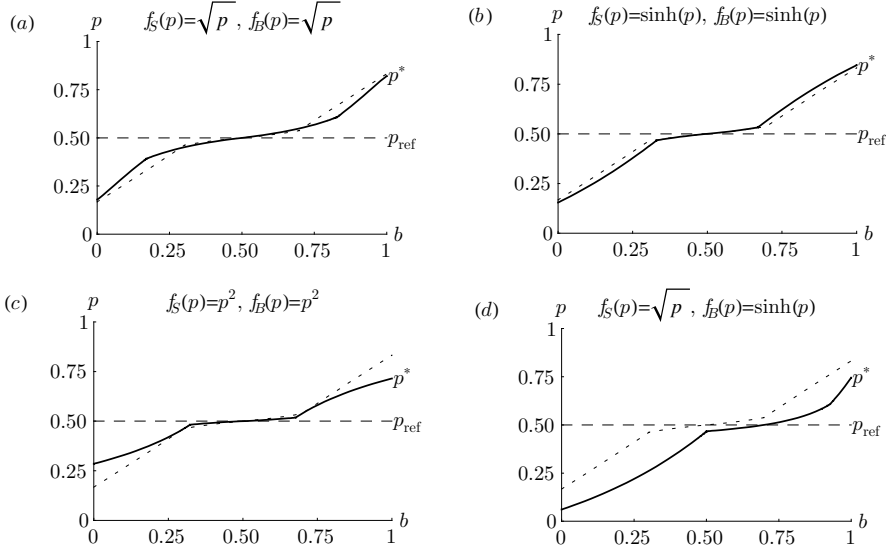 (a) p f_S(p)=√p , f_B(p)=√p
1
p*
0.75
0.50
p_ref
0.25
0
0 0.25 0.50 0.75 1 b
(b) p f_S(p)=sinh(p), f_B(p)=sinh(p)
1
p*
0.75
0.50
p_ref
0.25
0
0 0.25 0.50 0.75 1 b
(c) p f_S(p)=p², f_B(p)=p²
1
0.75
p*
0.50
p_ref
0.25
0
0 0.25 0.50 0.75 1 b
(d) p f_S(p)=√p , f_B(p)=sinh(p)
1
0.75
p*
0.50
p_ref
0.25
0
0 0.25 0.50 0.75 1 b